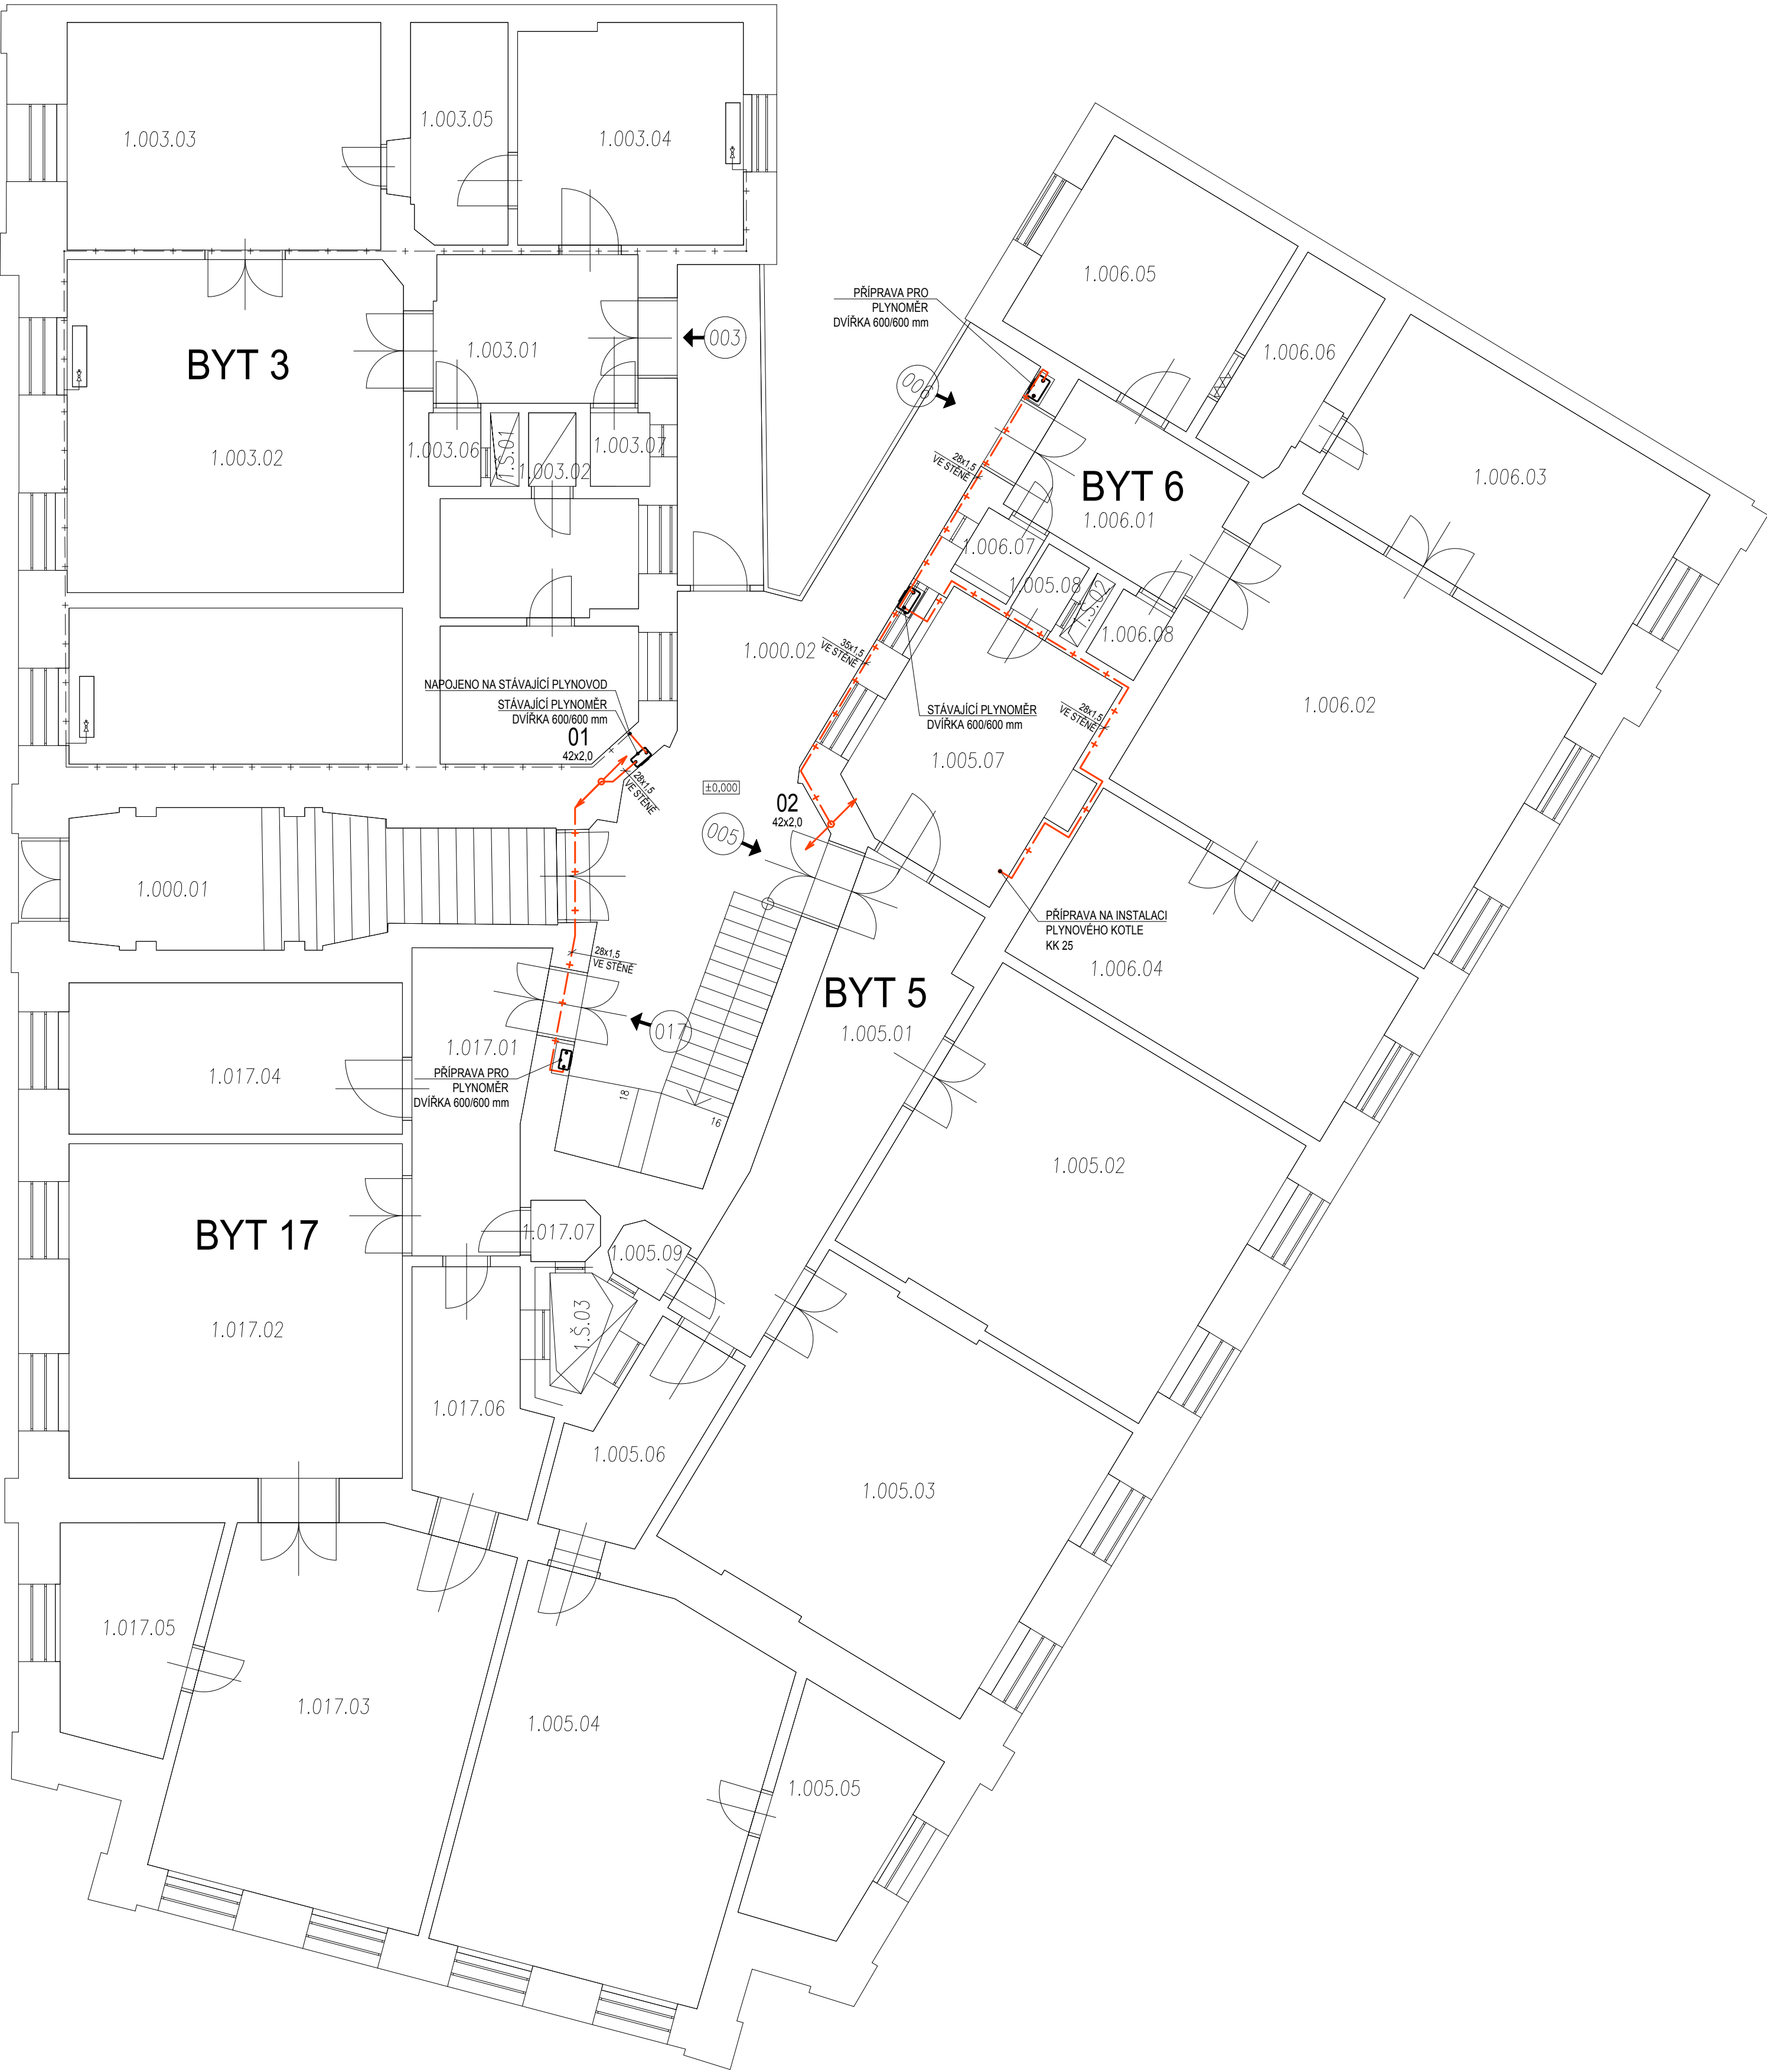 1.003.03
1.003.05
1.003.04
BYT 3
1.003.01
003
1.003.02
1.003.06
1.Š.01
1.003.02
1.003.07
NAPOJENO NA STÁVAJÍCÍ PLYNOVOD
STÁVAJÍCÍ PLYNOMĚR
DVÍŘKA 600/600 mm
01
42x2,0
28x1,5
VE STĚNĚ
PŘÍPRAVA PRO
PLYNOMĚR
DVÍŘKA 600/600 mm
006
1.006.05
1.006.06
1.006.03
BYT 6
1.006.01
28x1,5
VE STĚNĚ
1.006.07
1.005.08
1.Š.02
1.006.08
1.000.02
35x1,5
VE STĚNĚ
STÁVAJÍCÍ PLYNOMĚR
DVÍŘKA 600/600 mm
28x1,5
VE STĚNĚ
1.006.02
1.005.07
±0,000
02
42x2,0
005
1.000.01
PŘÍPRAVA NA INSTALACI
PLYNOVÉHO KOTLE
KK 25
1.006.04
28x1,5
VE STĚNĚ
BYT 5
1.005.01
017
1.017.01
1.017.04
PŘÍPRAVA PRO
PLYNOMĚR
DVÍŘKA 600/600 mm
18
16
1.005.02
BYT 17
1.017.07
1.005.09
1.017.02
1.Š.03
1.017.06
1.005.06
1.005.03
1.017.05
1.017.03
1.005.04
1.005.05